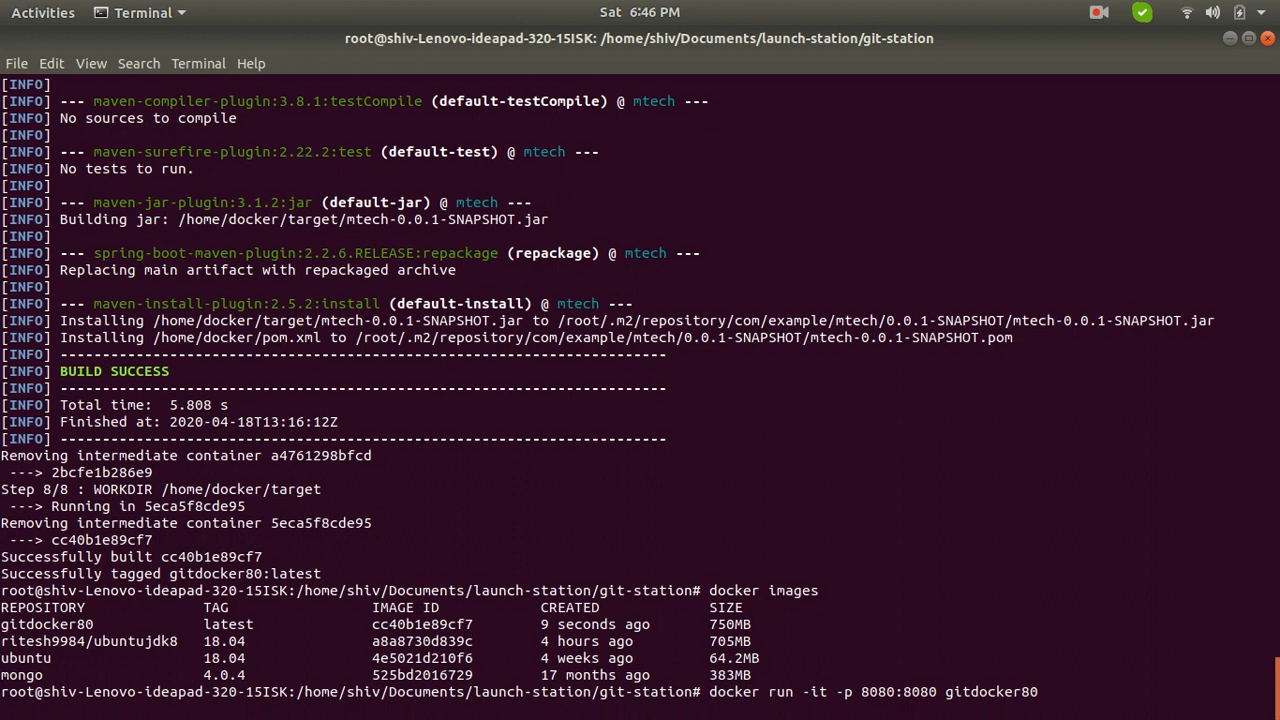 Activities Terminal Sat 6:46 PM
root@shiv-Lenovo-ideapad-320-15ISK: /home/shiv/Documents/launch-station/git-station
File Edit View Search Terminal Help
[INFO]
[INFO] --- maven-compiler-plugin:3.8.1:testCompile (default-testCompile) @ mtech ---
[INFO] No sources to compile
[INFO]
[INFO] --- maven-surefire-plugin:2.22.2:test (default-test) @ mtech ---
[INFO] No tests to run.
[INFO]
[INFO] --- maven-jar-plugin:3.1.2:jar (default-jar) @ mtech ---
[INFO] Building jar: /home/docker/target/mtech-0.0.1-SNAPSHOT.jar
[INFO]
[INFO] --- spring-boot-maven-plugin:2.2.6.RELEASE:repackage (repackage) @ mtech ---
[INFO] Replacing main artifact with repackaged archive
[INFO]
[INFO] --- maven-install-plugin:2.5.2:install (default-install) @ mtech ---
[INFO] Installing /home/docker/target/mtech-0.0.1-SNAPSHOT.jar to /root/.m2/repository/com/example/mtech/0.0.1-SNAPSHOT/mtech-0.0.1-SNAPSHOT.jar
[INFO] Installing /home/docker/pom.xml to /root/.m2/repository/com/example/mtech/0.0.1-SNAPSHOT/mtech-0.0.1-SNAPSHOT.pom
[INFO] ------------------------------------------------------------------------
[INFO] BUILD SUCCESS
[INFO] ------------------------------------------------------------------------
[INFO] Total time:  5.808 s
[INFO] Finished at: 2020-04-18T13:16:12Z
[INFO] ------------------------------------------------------------------------
Removing intermediate container a4761298bfcd
 ---> 2bcfe1b286e9
Step 8/8 : WORKDIR /home/docker/target
 ---> Running in 5eca5f8cde95
Removing intermediate container 5eca5f8cde95
 ---> cc40b1e89cf7
Successfully built cc40b1e89cf7
Successfully tagged gitdocker80:latest
root@shiv-Lenovo-ideapad-320-15ISK:/home/shiv/Documents/launch-station/git-station# docker images
REPOSITORY TAG IMAGE ID CREATED SIZE
gitdocker80 latest cc40b1e89cf7 9 seconds ago 750MB
ritesh9984/ubuntujdk8 18.04 a8a8730d839c 4 hours ago 705MB
ubuntu 18.04 4e5021d210f6 4 weeks ago 64.2MB
mongo 4.0.4 525bd2016729 17 months ago 383MB
root@shiv-Lenovo-ideapad-320-15ISK:/home/shiv/Documents/launch-station/git-station# docker run -it -p 8080:8080 gitdocker80